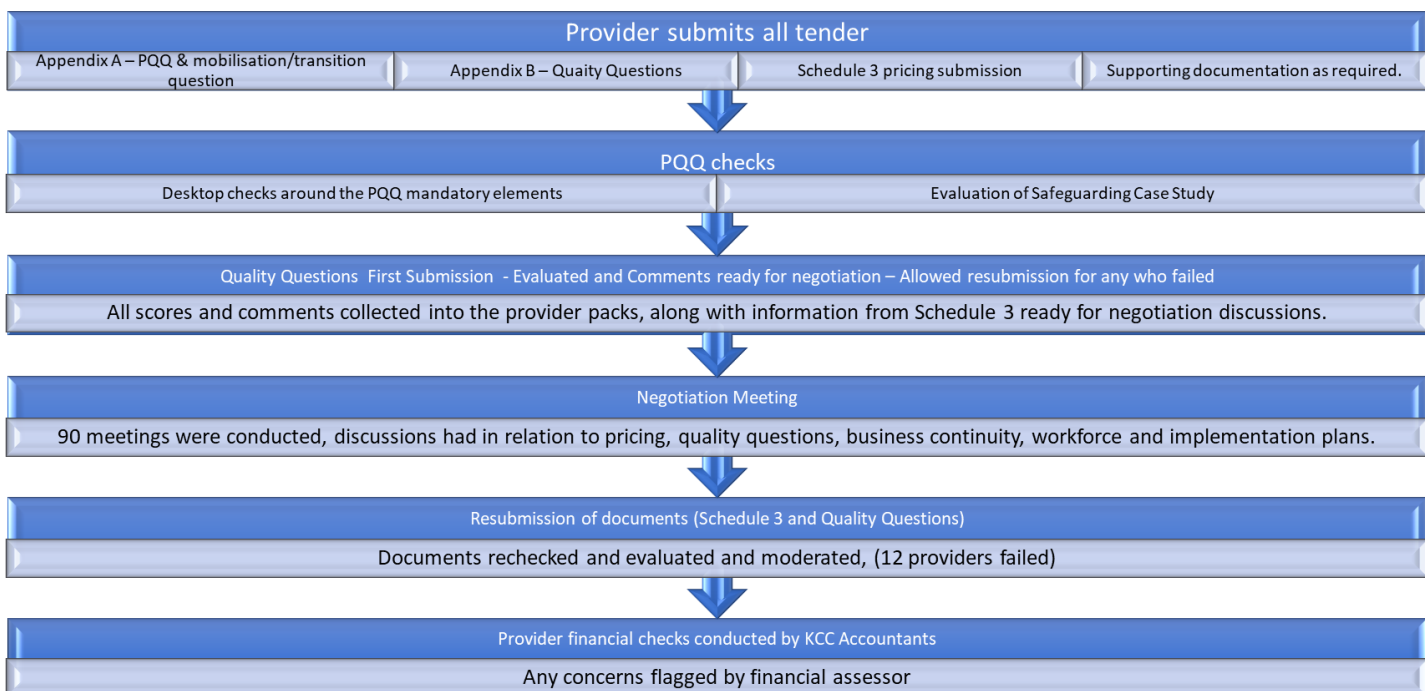 Provider submits all tender
Appendix A – PQQ & mobilisation/transition
question
Appendix B – Quaity Questions
Schedule 3 pricing submission
Supporting documentation as required.
PQQ checks
Desktop checks around the PQQ mandatory elements
Evaluation of Safeguarding Case Study
Quality Questions  First Submission  - Evaluated and Comments ready for negotiation – Allowed resubmission for any who failed
All scores and comments collected into the provider packs, along with information from Schedule 3 ready for negotiation discussions.
Negotiation Meeting
90 meetings were conducted, discussions had in relation to pricing, quality questions, business continuity, workforce and implementation plans.
Resubmission of documents (Schedule 3 and Quality Questions)
Documents rechecked and evaluated and moderated, (12 providers failed)
Provider financial checks conducted by KCC Accountants
Any concerns flagged by financial assessor